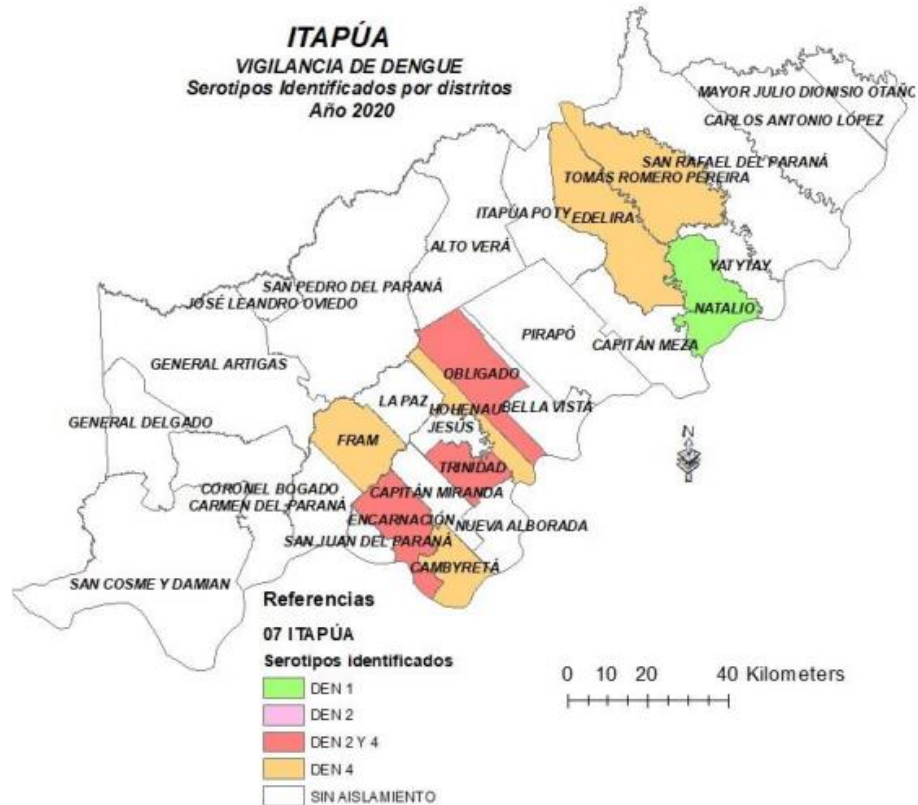 ITAPÚA
VIGILANCIA DE DENGUE
Serotipos Identificados por distritos
Año 2020
MAYOR JULIO DIONISIO OTAÑO
CARLOS ANTONIO LÓPEZ
SAN RAFAEL DEL PARANÁ
TOMÁS ROMERO PEREIRA
ITAPÚA POTY
EDELIRA
ALTO VERÁ
YATYTAY
SAN PEDRO DEL PARANÁ
JOSÉ LEANDRO OVIEDO
NATALIO
PIRAPÓ
CAPITÁN MEZA
GENERAL ARTIGAS
OBLIGADO
LA PAZ
HOHENAU
BELLA VISTA
GENERAL DELGADO
JESÚS
FRAM
TRINIDAD
CORONEL BOGADO
CAPITÁN MIRANDA
CARMEN DEL PARANÁ
ENCARNACIÓN
NUEVA ALBORADA
SAN JUAN DEL PARANÁ
CAMBYRETÁ
SAN COSME Y DAMIAN
N
Referencias
07 ITAPÚA
Serotipos identificados
DEN 1
DEN 2
DEN 2 Y 4
DEN 4
SIN AISLAMIENTO
0 10 20 40 Kilometers